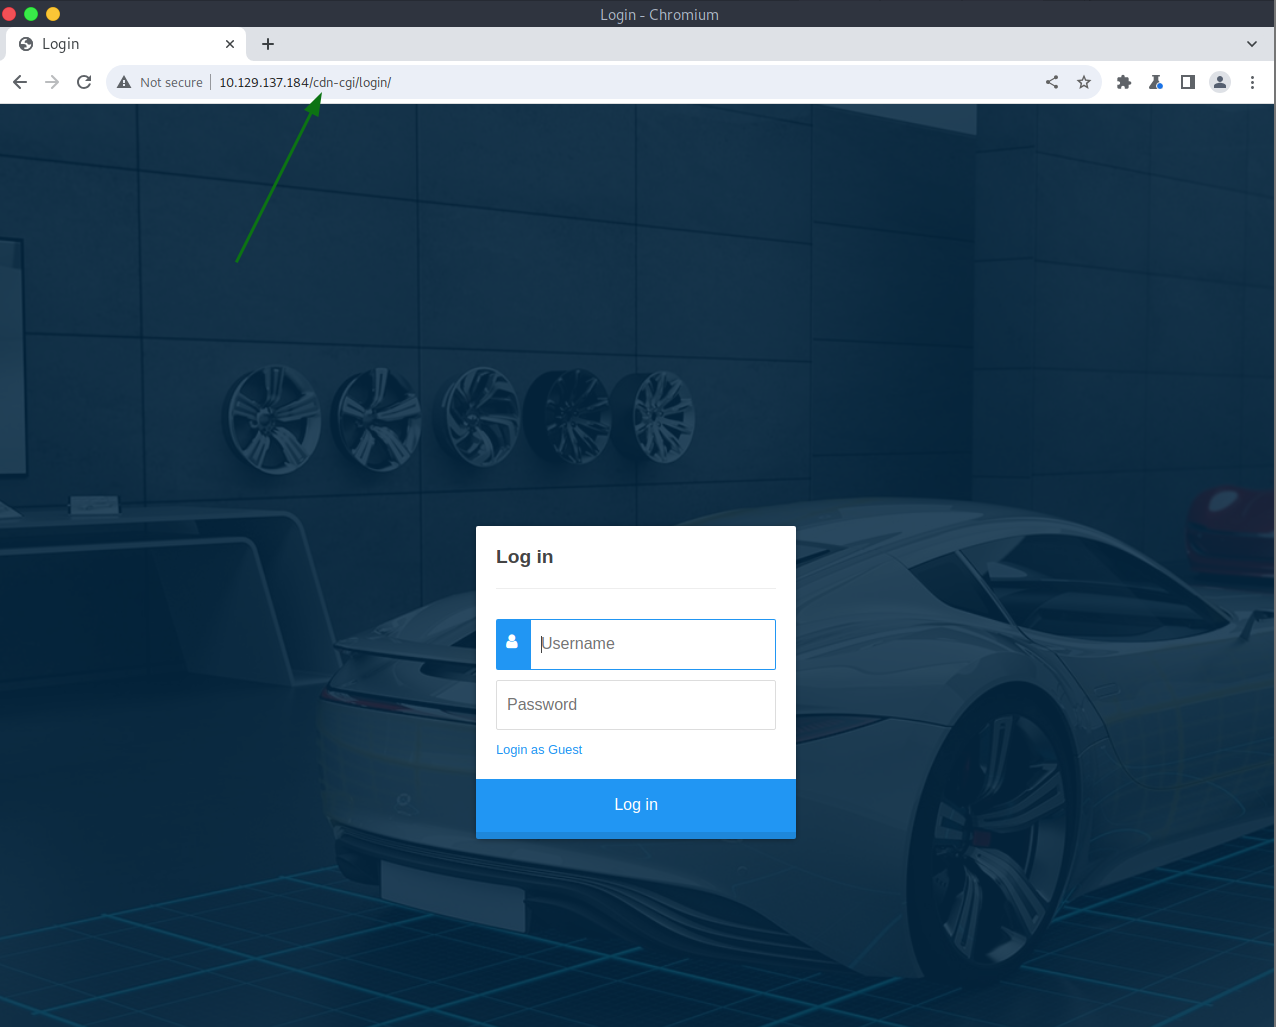 Login - Chromium
Login
Not secure
10.129.137.184/cdn-cgi/login/
Log in
Username
Password
Login as Guest
Log in